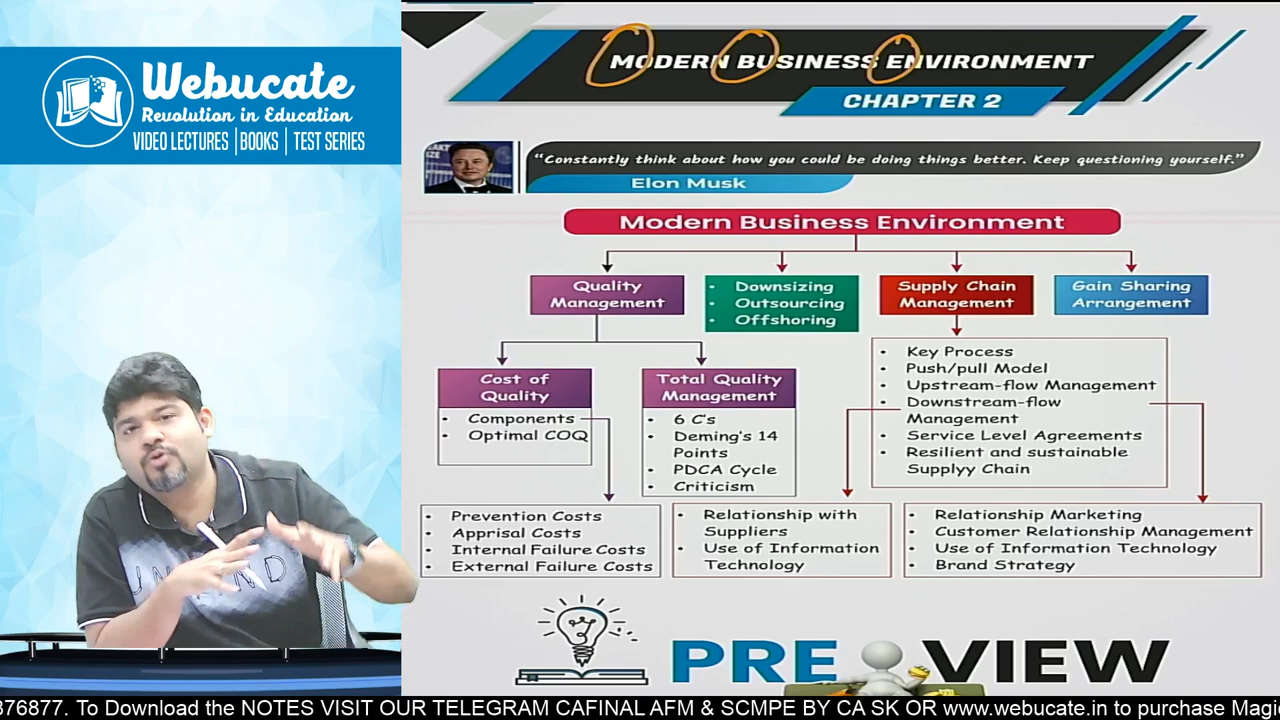 Webucate
Revolution in Education
VIDEO LECTURES | BOOKS | TEST SERIES
MODERN BUSINESS ENVIRONMENT
CHAPTER 2
“Constantly think about how you could be doing things better. Keep questioning yourself.”
Elon Musk
Modern Business Environment
Quality
Management
• Downsizing
• Outsourcing
• Offshoring
Supply Chain
Management
Gain Sharing
Arrangement
Cost of
Quality
• Components
• Optimal COQ
Total Quality
Management
• 6 C's
• Deming's 14
Points
• PDCA Cycle
• Criticism
• Key Process
• Push/pull Model
• Upstream-flow Management
• Downstream-flow
Management
• Service Level Agreements
• Resilient and sustainable
Supplyy Chain
• Prevention Costs
• Apprisal Costs
• Internal Failure Costs
• External Failure Costs
• Relationship with
Suppliers
• Use of Information
Technology
• Relationship Marketing
• Customer Relationship Management
• Use of Information Technology
• Brand Strategy
PRE VIEW
376877. To Download the NOTES VISIT OUR TELEGRAM CAFINAL AFM & SCMPE BY CA SK OR www.webucate.in to purchase Magic